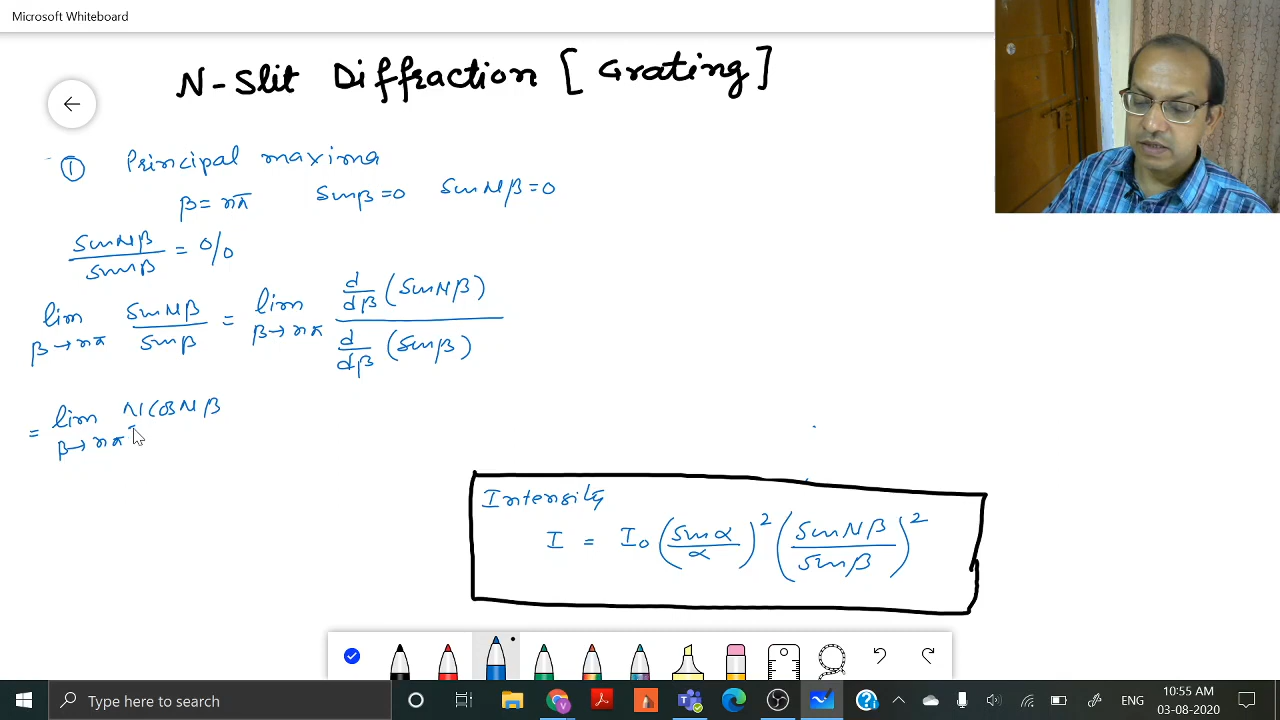 Microsoft Whiteboard
N-Slit Diffraction [Grating]
① Principal maxima
β = nπ sinβ = 0 sinNβ = 0
sinNβ / sinβ = 0/0
lim β→nπ sinNβ / sinβ = lim β→nπ d/dβ (sinNβ) / d/dβ (sinβ)
= lim β→nπ N cosNβ
Intensity
I = I₀ (sinα / α)² (sinNβ / sinβ)²
Type here to search
ENG
10:55 AM
03-08-2020